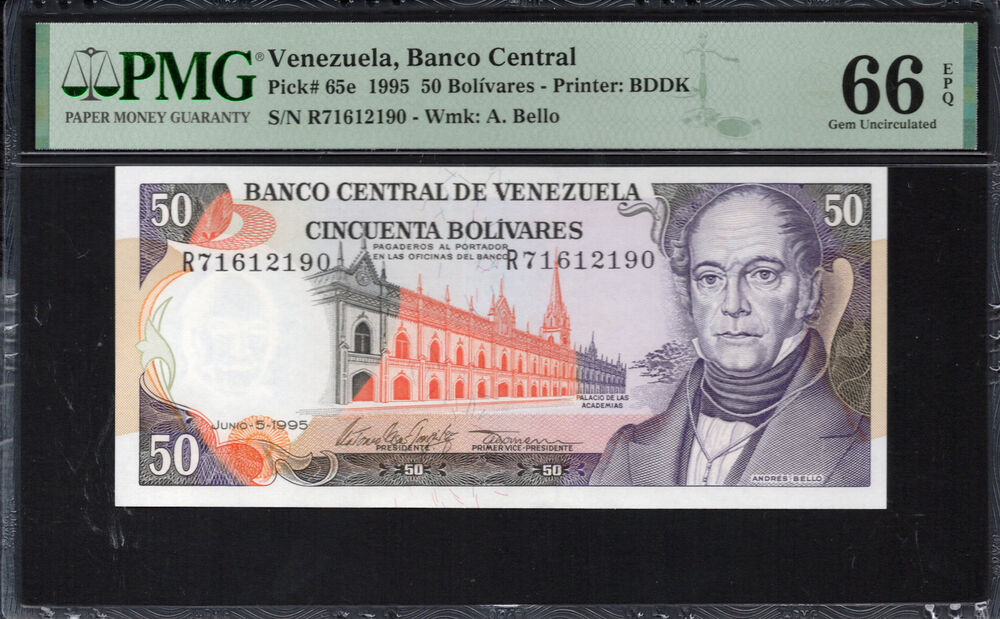 PMG®
PAPER MONEY GUARANTY
Venezuela, Banco Central
Pick# 65e 1995 50 Bolívares - Printer: BDDK
S/N R71612190 - Wmk: A. Bello
66 EPQ
Gem Uncirculated
50
BANCO CENTRAL DE VENEZUELA
50
CINCUENTA BOLÍVARES
PAGADEROS AL PORTADOR
EN LAS OFICINAS DEL BANCO
R71612190
R71612190
PALACIO DE LAS
ACADEMIAS
JUNIO-5-1995
PRESIDENTE
PRIMER VICE-PRESIDENTE
50
50
50
ANDRES BELLO